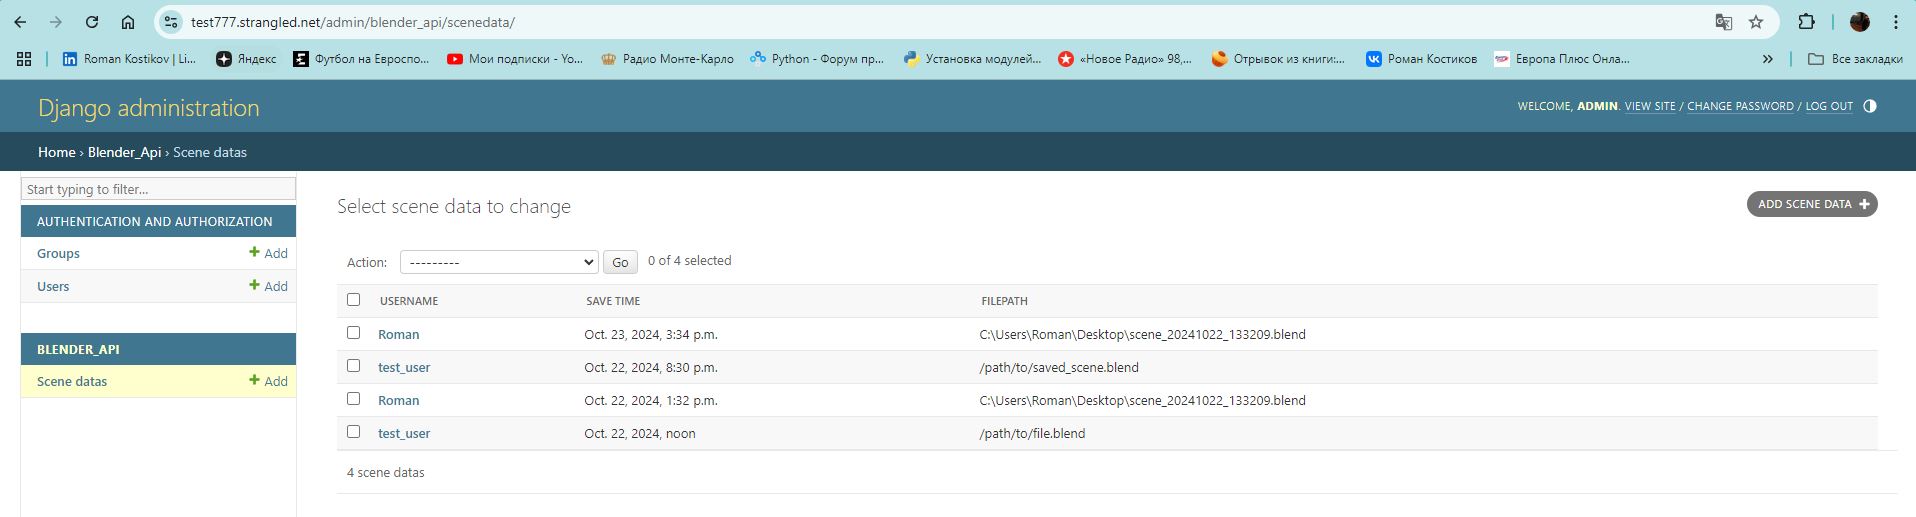 test777.strangled.net/admin/blender_api/scenedata/
Roman Kostikov | Li... Яндекс Футбол на Евроспо... Мои подписки - Yo... Радио Монте-Карло Python - Форум пр... Установка модулей... «Новое Радио» 98,... Отрывок из книги:... Роман Костиков Европа Плюс Онла... » Все закладки
Django administration
WELCOME, ADMIN. VIEW SITE / CHANGE PASSWORD / LOG OUT
Home › Blender_Api › Scene datas
Start typing to filter...
AUTHENTICATION AND AUTHORIZATION
Groups + Add
Users + Add
BLENDER_API
Scene datas + Add
Select scene data to change
ADD SCENE DATA +
Action: --------- Go 0 of 4 selected
USERNAME SAVE TIME FILEPATH
Roman Oct. 23, 2024, 3:34 p.m. C:\Users\Roman\Desktop\scene_20241022_133209.blend
test_user Oct. 22, 2024, 8:30 p.m. /path/to/saved_scene.blend
Roman Oct. 22, 2024, 1:32 p.m. C:\Users\Roman\Desktop\scene_20241022_133209.blend
test_user Oct. 22, 2024, noon /path/to/file.blend
4 scene datas